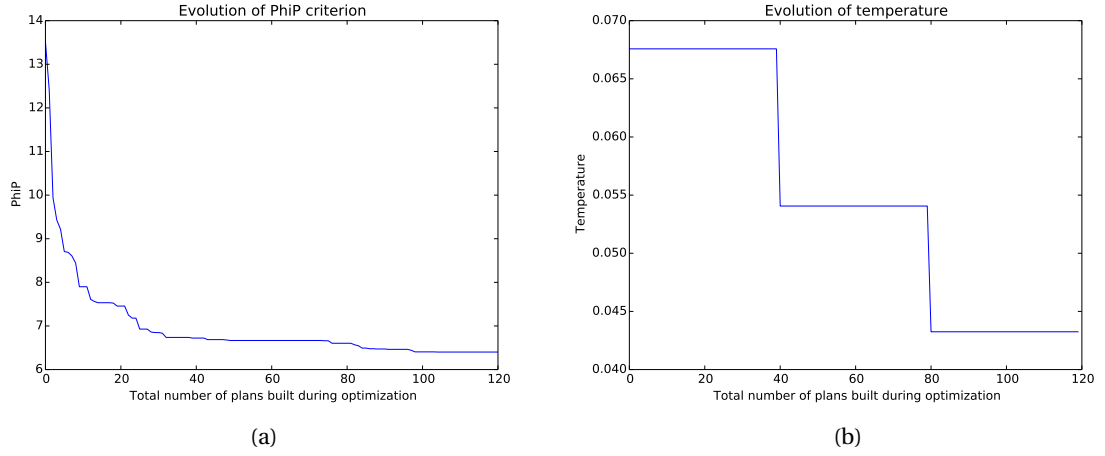 Evolution of PhiP criterion
14
13
12
11
10
9
8
7
6
PhiP
0 20 40 60 80 100 120
Total number of plans built during optimization
(a)
Evolution of temperature
0.070
0.065
0.060
0.055
0.050
0.045
0.040
Temperature
0 20 40 60 80 100 120
Total number of plans built during optimization
(b)